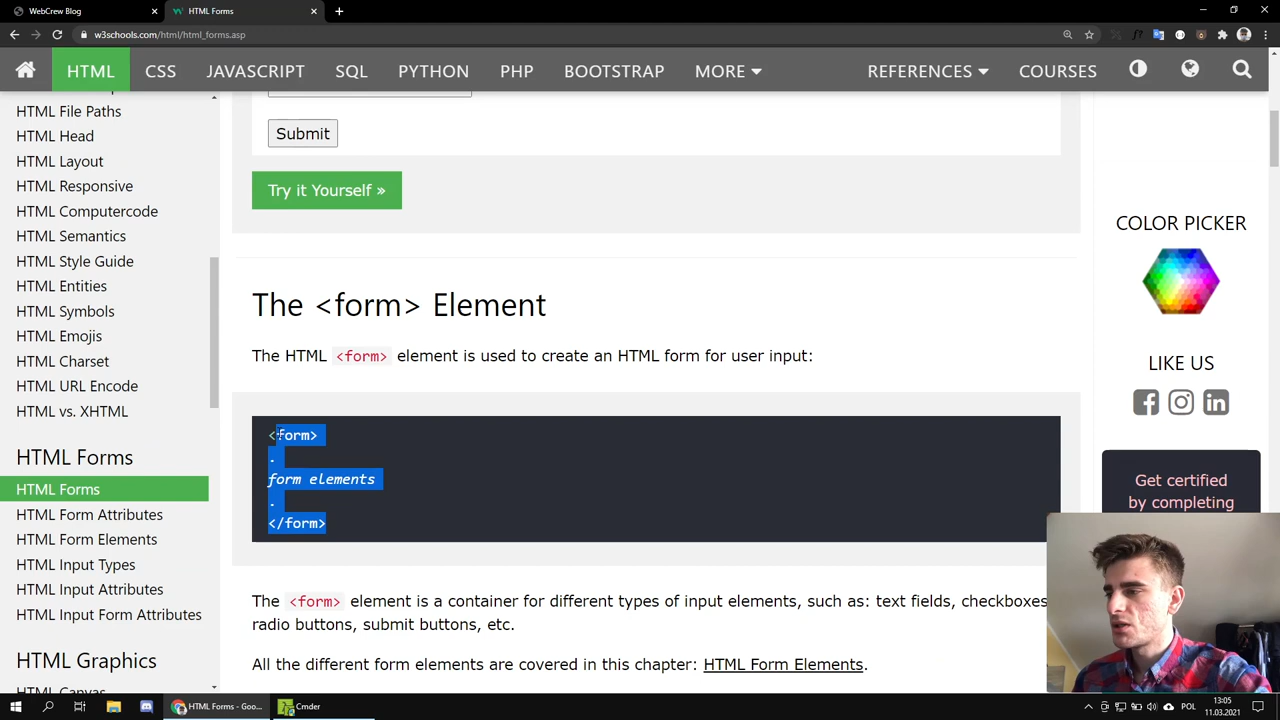 WebCrew Blog
HTML Forms
w3schools.com/html/html_forms.asp
HTML
CSS
JAVASCRIPT
SQL
PYTHON
PHP
BOOTSTRAP
MORE
REFERENCES
COURSES
HTML File Paths
HTML Head
HTML Layout
HTML Responsive
HTML Computercode
HTML Semantics
HTML Style Guide
HTML Entities
HTML Symbols
HTML Emojis
HTML Charset
HTML URL Encode
HTML vs. XHTML
HTML Forms
HTML Forms
HTML Form Attributes
HTML Form Elements
HTML Input Types
HTML Input Attributes
HTML Input Form Attributes
HTML Graphics
HTML Canvas
Submit
Try it Yourself »
The <form> Element
The HTML <form> element is used to create an HTML form for user input:
<form>
.
form elements
.
</form>
The <form> element is a container for different types of input elements, such as: text fields, checkboxes
radio buttons, submit buttons, etc.
All the different form elements are covered in this chapter: HTML Form Elements.
COLOR PICKER
LIKE US
Get certified
by completing
HTML Forms - Goo...
Cmder
POL
13:05
11.03.2021